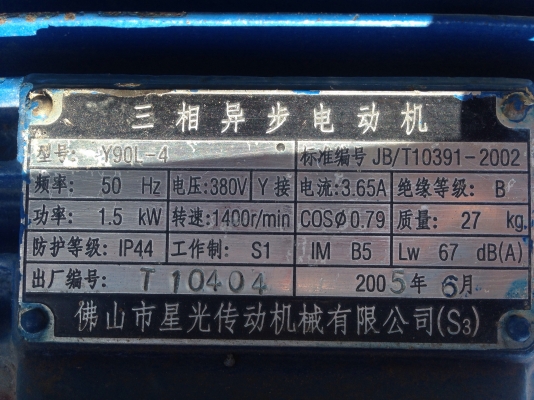 三相异步电动机
型号: Y90L-4 标准编号 JB/T10391-2002
频率: 50 Hz 电压: 380V Y 接 电流: 3.65A 绝缘等级: B
功率: 1.5 kW 转速: 1400r/min COSØ 0.79 质量: 27 kg
防护等级: IP44 工作制: S1 IM B5 Lw 67 dB(A)
出厂编号: T 10404 2005年 6月
佛山市星光传动机械有限公司(S3)